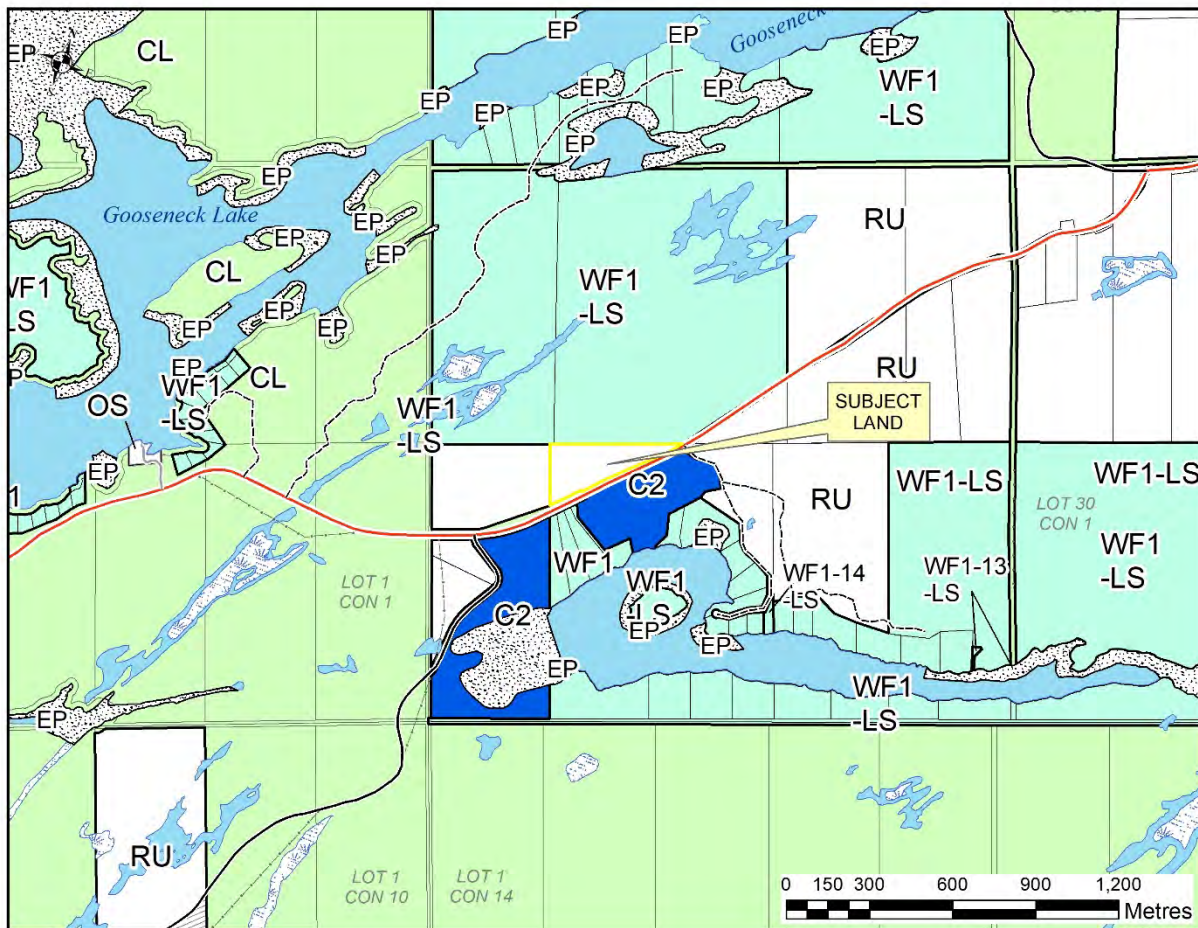 EP
CL
EP
Gooseneck
EP
EP
WF1
-LS
EP
EP
EP
EP
EP
EP
EP
Gooseneck Lake
EP
EP
CL
EP
RU
WF1
-LS
EP
EP
EP
EP
WF1
-LS
CL
RU
SUBJECT
LAND
OS
WF1
-LS
EP
C2
RU
WF1-LS
WF1-LS
LOT 30
CON 1
EP
WF1
WF1
-LS
EP
WF1-14
-LS
WF1-13
-LS
WF1
-LS
LOT 1
CON 1
C2
EP
EP
WF1
-LS
EP
RU
LOT 1
CON 10
LOT 1
CON 14
0 150 300 600 900 1,200
Metres